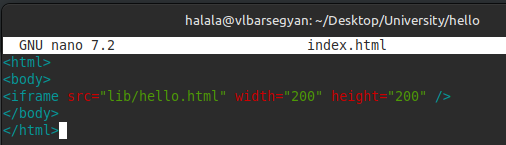 halala@vlbarsegyan: ~/Desktop/University/hello
GNU nano 7.2 index.html
<html>
<body>
<iframe src="lib/hello.html" width="200" height="200" />
</body>
</html>